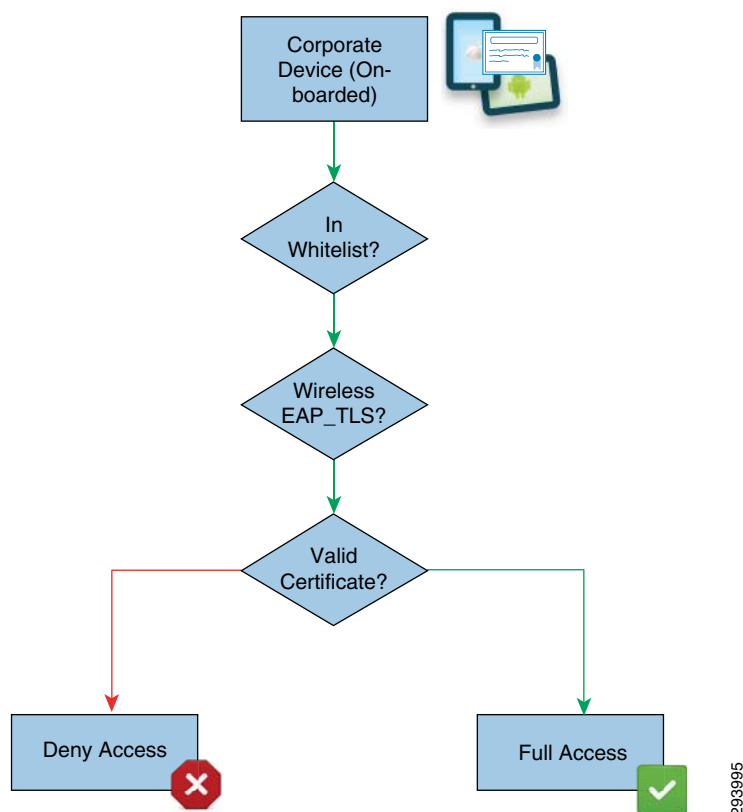 Corporate
Device (On-
boarded)
In
Whitelist?
Wireless
EAP_TLS?
Valid
Certificate?
Deny Access
Full Access
293995